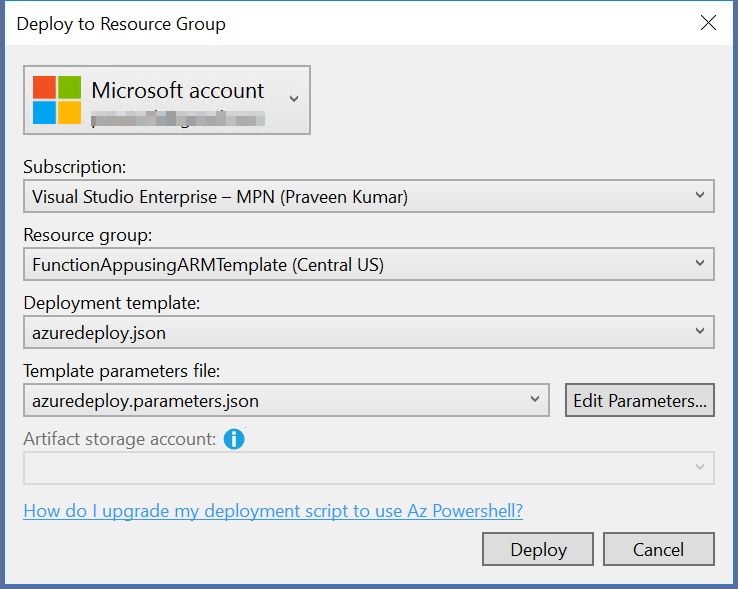 Deploy to Resource Group
Microsoft account
Subscription:
Visual Studio Enterprise – MPN (Praveen Kumar)
Resource group:
FunctionAppusingARMTemplate (Central US)
Deployment template:
azuredeploy.json
Template parameters file:
azuredeploy.parameters.json
Edit Parameters...
Artifact storage account:
How do I upgrade my deployment script to use Az Powershell?
Deploy
Cancel